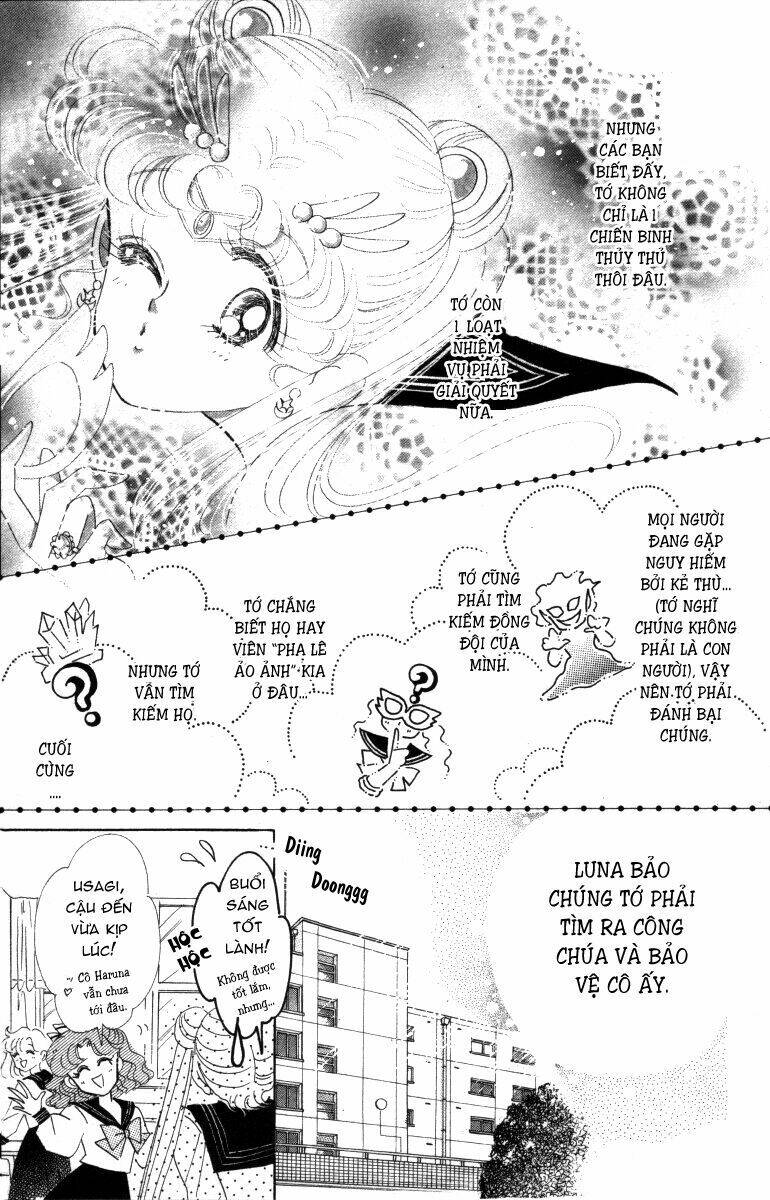 NHƯNG
CÁC BẠN
BIẾT ĐẤY,
TỚ KHÔNG
CHỈ LÀ 1
CHIẾN BINH
THỦY THỦ
THÔI ĐÂU.
TỚ CÒN
1 LOẠT
NHIỆM
VỤ PHẢI
GIẢI QUYẾT
NỮA.
MỌI NGƯỜI
ĐANG GẶP
NGUY HIỂM
BỞI KẺ THÙ...
(TỚ NGHĨ
CHÚNG KHÔNG
PHẢI LÀ CON
NGƯỜI), VẬY
NÊN TỚ PHẢI
ĐÁNH BẠI
CHÚNG.
TỚ CŨNG
PHẢI TÌM
KIẾM ĐỒNG
ĐỘI CỦA
MÌNH.
?
TỚ CHẲNG
BIẾT HỌ HAY
VIÊN "PHA LÊ
ẢO ẢNH" KIA
Ở ĐÂU...
NHƯNG TỚ
VẪN TÌM
KIẾM HỌ.
?
CUỐI
CÙNG
....
LUNA BẢO
CHÚNG TỚ PHẢI
TÌM RA CÔNG
CHÚA VÀ BẢO
VỆ CÔ ẤY.
Diing
Doonggg
BUỔI
SÁNG
TỐT
LÀNH!
Không được
tốt lắm,
nhưng...
HỘC
HỘC
USAGI,
CẬU ĐẾN
VỪA KỊP
LÚC!
~ Cô Haruna
♡ vẫn chưa
tới đâu.